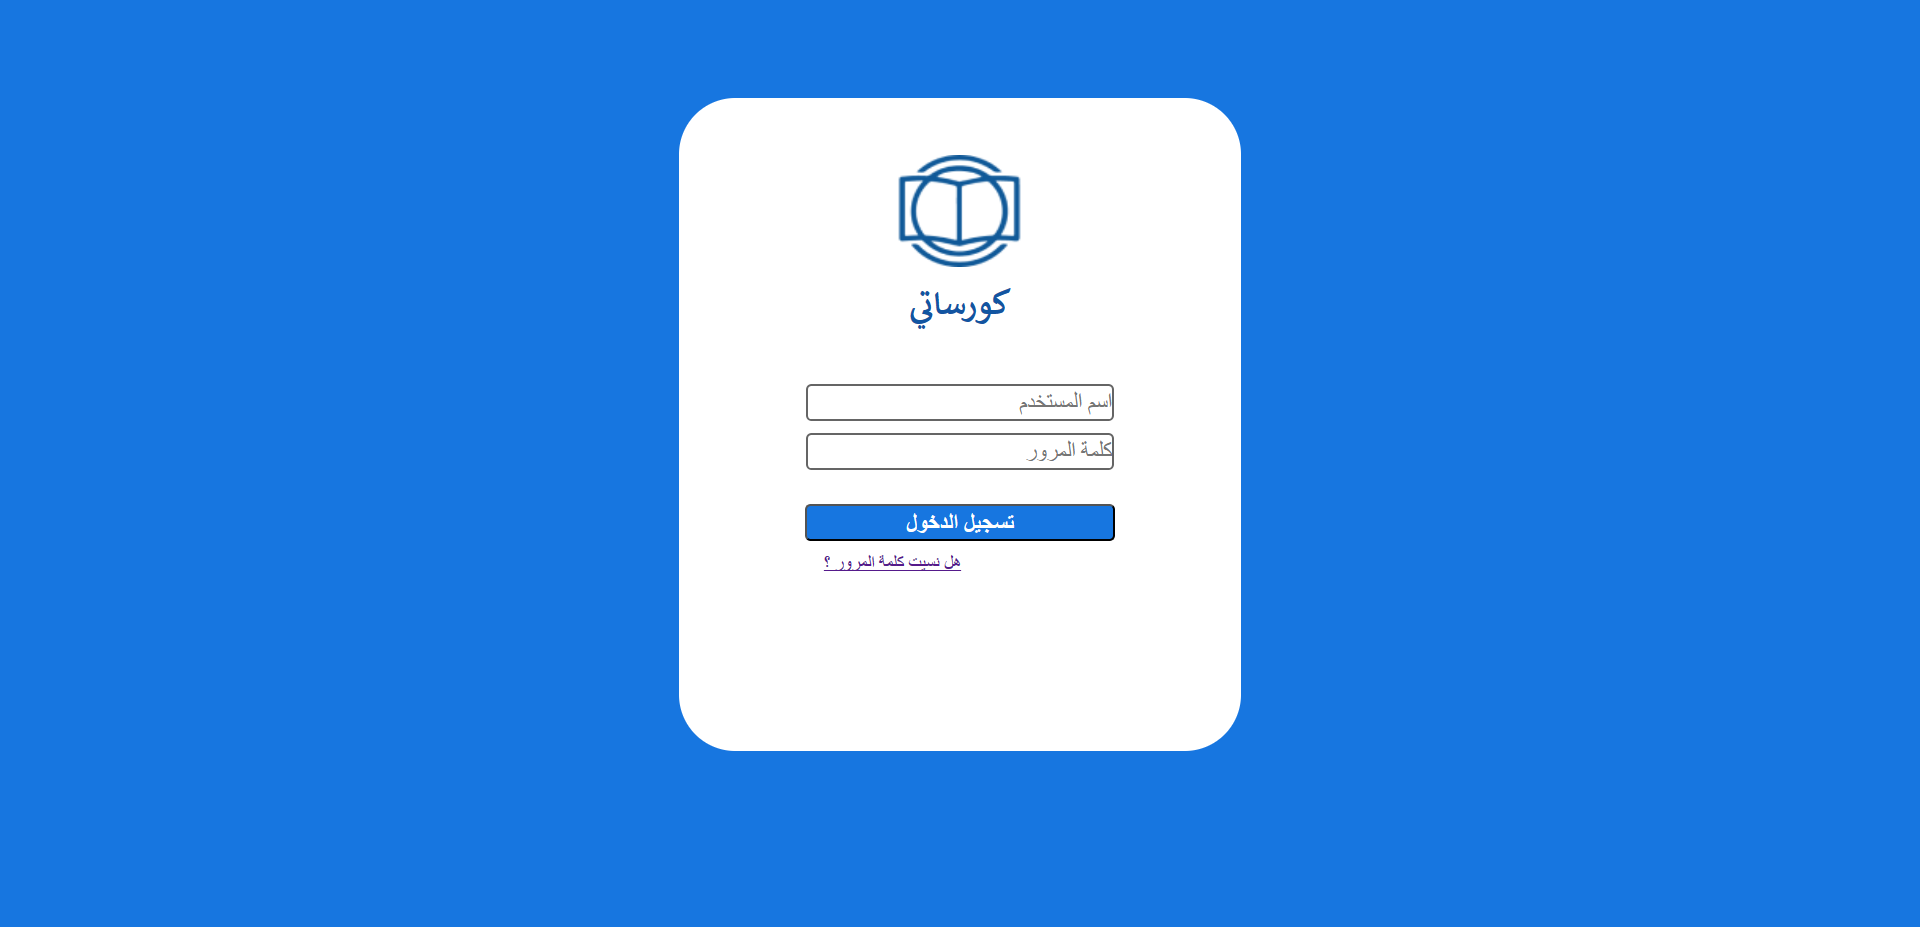 كورساتي
اسم المستخدم
كلمة المرور
تسجيل الدخول
هل نسيت كلمة المرور ؟